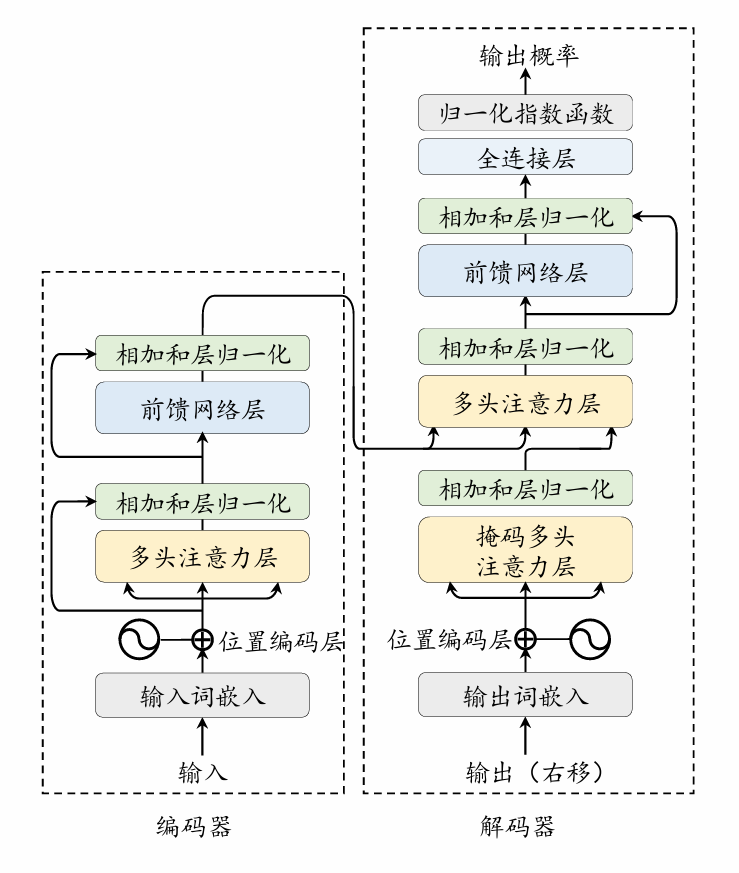 输出概率
归一化指数函数
全连接层
相加和层归一化
前馈网络层
相加和层归一化
多头注意力层
相加和层归一化
掩码多头
注意力层
位置编码层
输出词嵌入
输出（右移）
解码器
相加和层归一化
前馈网络层
相加和层归一化
多头注意力层
位置编码层
输入词嵌入
输入
编码器